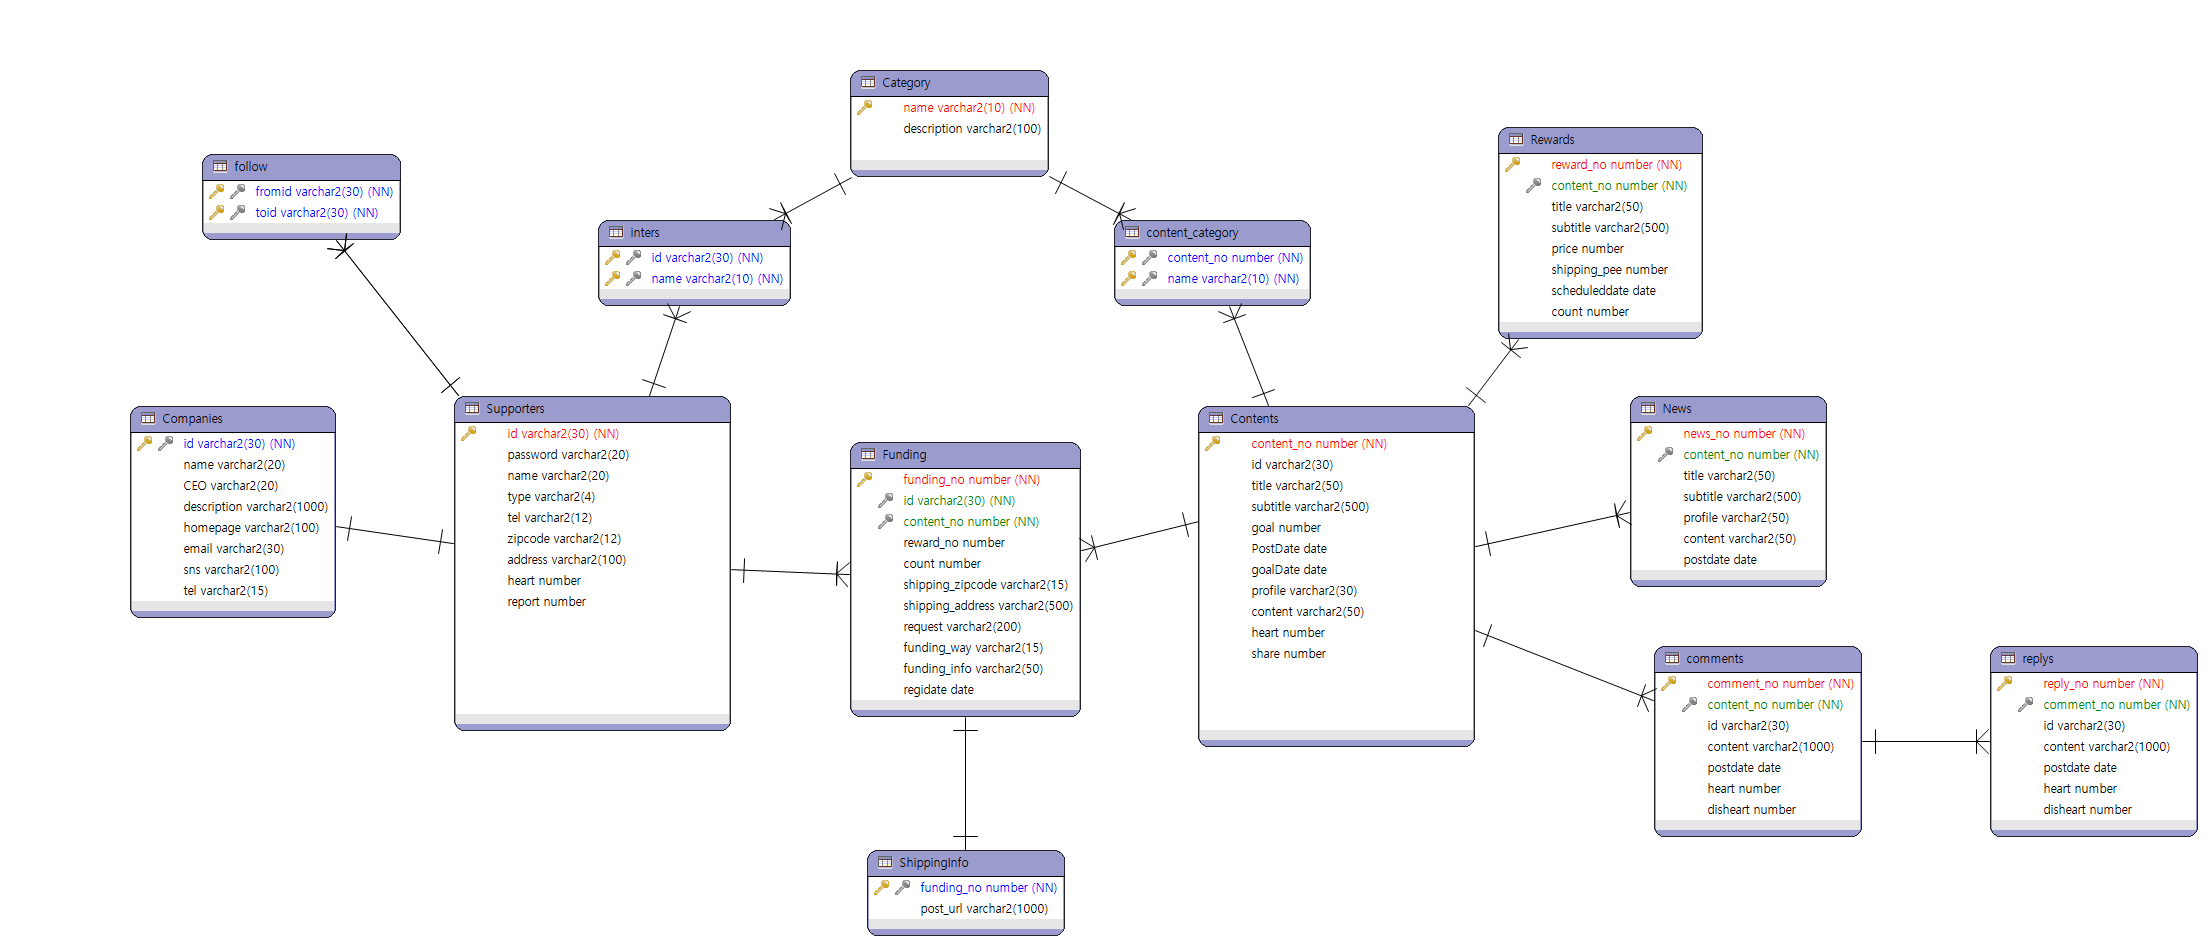 Category
name varchar2(10) (NN)
description varchar2(100)
follow
fromid varchar2(30) (NN)
toid varchar2(30) (NN)
inters
id varchar2(30) (NN)
name varchar2(10) (NN)
content_category
content_no number (NN)
name varchar2(10) (NN)
Rewards
reward_no number (NN)
content_no number (NN)
title varchar2(50)
subtitle varchar2(500)
price number
shipping_pee number
scheduleddate date
count number
Companies
id varchar2(30) (NN)
name varchar2(20)
CEO varchar2(20)
description varchar2(1000)
homepage varchar2(100)
email varchar2(30)
sns varchar2(100)
tel varchar2(15)
Supporters
id varchar2(30) (NN)
password varchar2(20)
name varchar2(20)
type varchar2(4)
tel varchar2(12)
zipcode varchar2(12)
address varchar2(100)
heart number
report number
Funding
funding_no number (NN)
id varchar2(30) (NN)
content_no number (NN)
reward_no number
count number
shipping_zipcode varchar2(15)
shipping_address varchar2(500)
request varchar2(200)
funding_way varchar2(15)
funding_info varchar2(50)
regidate date
Contents
content_no number (NN)
id varchar2(30)
title varchar2(50)
subtitle varchar2(500)
goal number
PostDate date
goalDate date
profile varchar2(30)
content varchar2(50)
heart number
share number
News
news_no number (NN)
content_no number (NN)
title varchar2(50)
subtitle varchar2(500)
profile varchar2(50)
content varchar2(50)
postdate date
comments
comment_no number (NN)
content_no number (NN)
id varchar2(30)
content varchar2(1000)
postdate date
heart number
disheart number
replys
reply_no number (NN)
comment_no number (NN)
id varchar2(30)
content varchar2(1000)
postdate date
heart number
disheart number
ShippingInfo
funding_no number (NN)
post_url varchar2(1000)